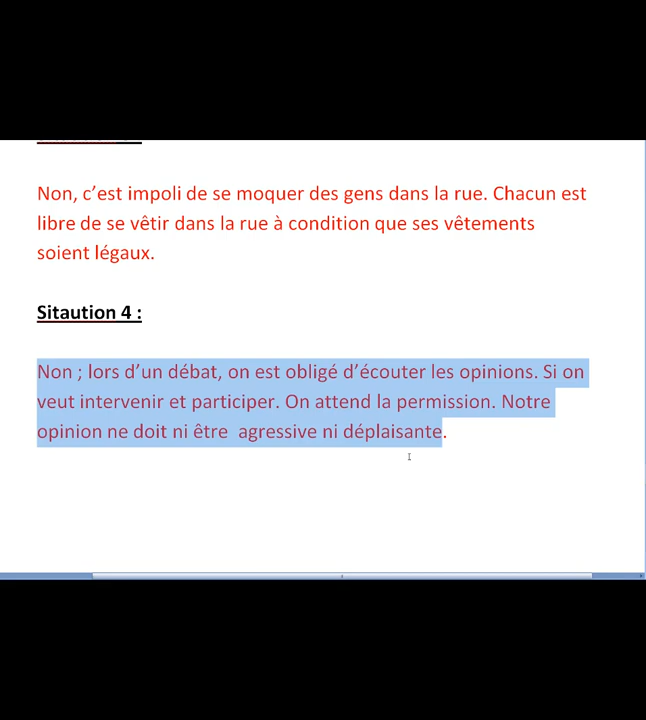 Non, c’est impoli de se moquer des gens dans la rue. Chacun est
libre de se vêtir dans la rue à condition que ses vêtements
soient légaux.
Sitaution 4 :
Non ; lors d’un débat, on est obligé d’écouter les opinions. Si on
veut intervenir et participer. On attend la permission. Notre
opinion ne doit ni être  agressive ni déplaisante.